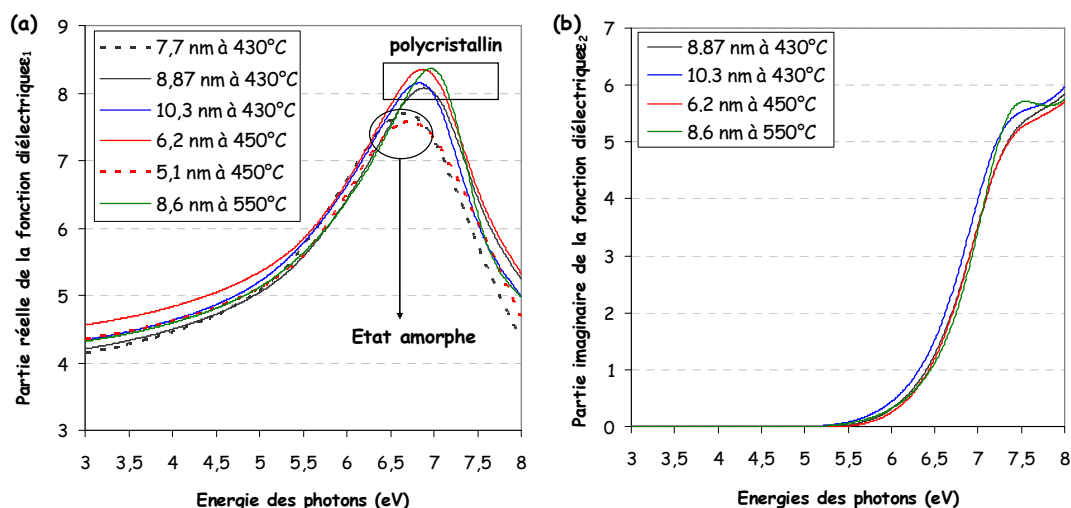 (a)
Partie réelle de la fonction diélectriqueε1
9
8
7
6
5
4
3
7,7 nm à 430°C
8,87 nm à 430°C
10,3 nm à 430°C
6,2 nm à 450°C
5,1 nm à 450°C
8,6 nm à 550°C
polycristallin
Etat amorphe
3 3,5 4 4,5 5 5,5 6 6,5 7 7,5 8
Energie des photons (eV)
(b)
Partie imaginaire de la fonction diélectriqueε2
7
6
5
4
3
2
1
0
8.87 nm à 430°C
10.3 nm à 430°C
6.2 nm à 450°C
8.6 nm à 550°C
3 3,5 4 4,5 5 5,5 6 6,5 7 7,5 8
Energies des photons (eV)